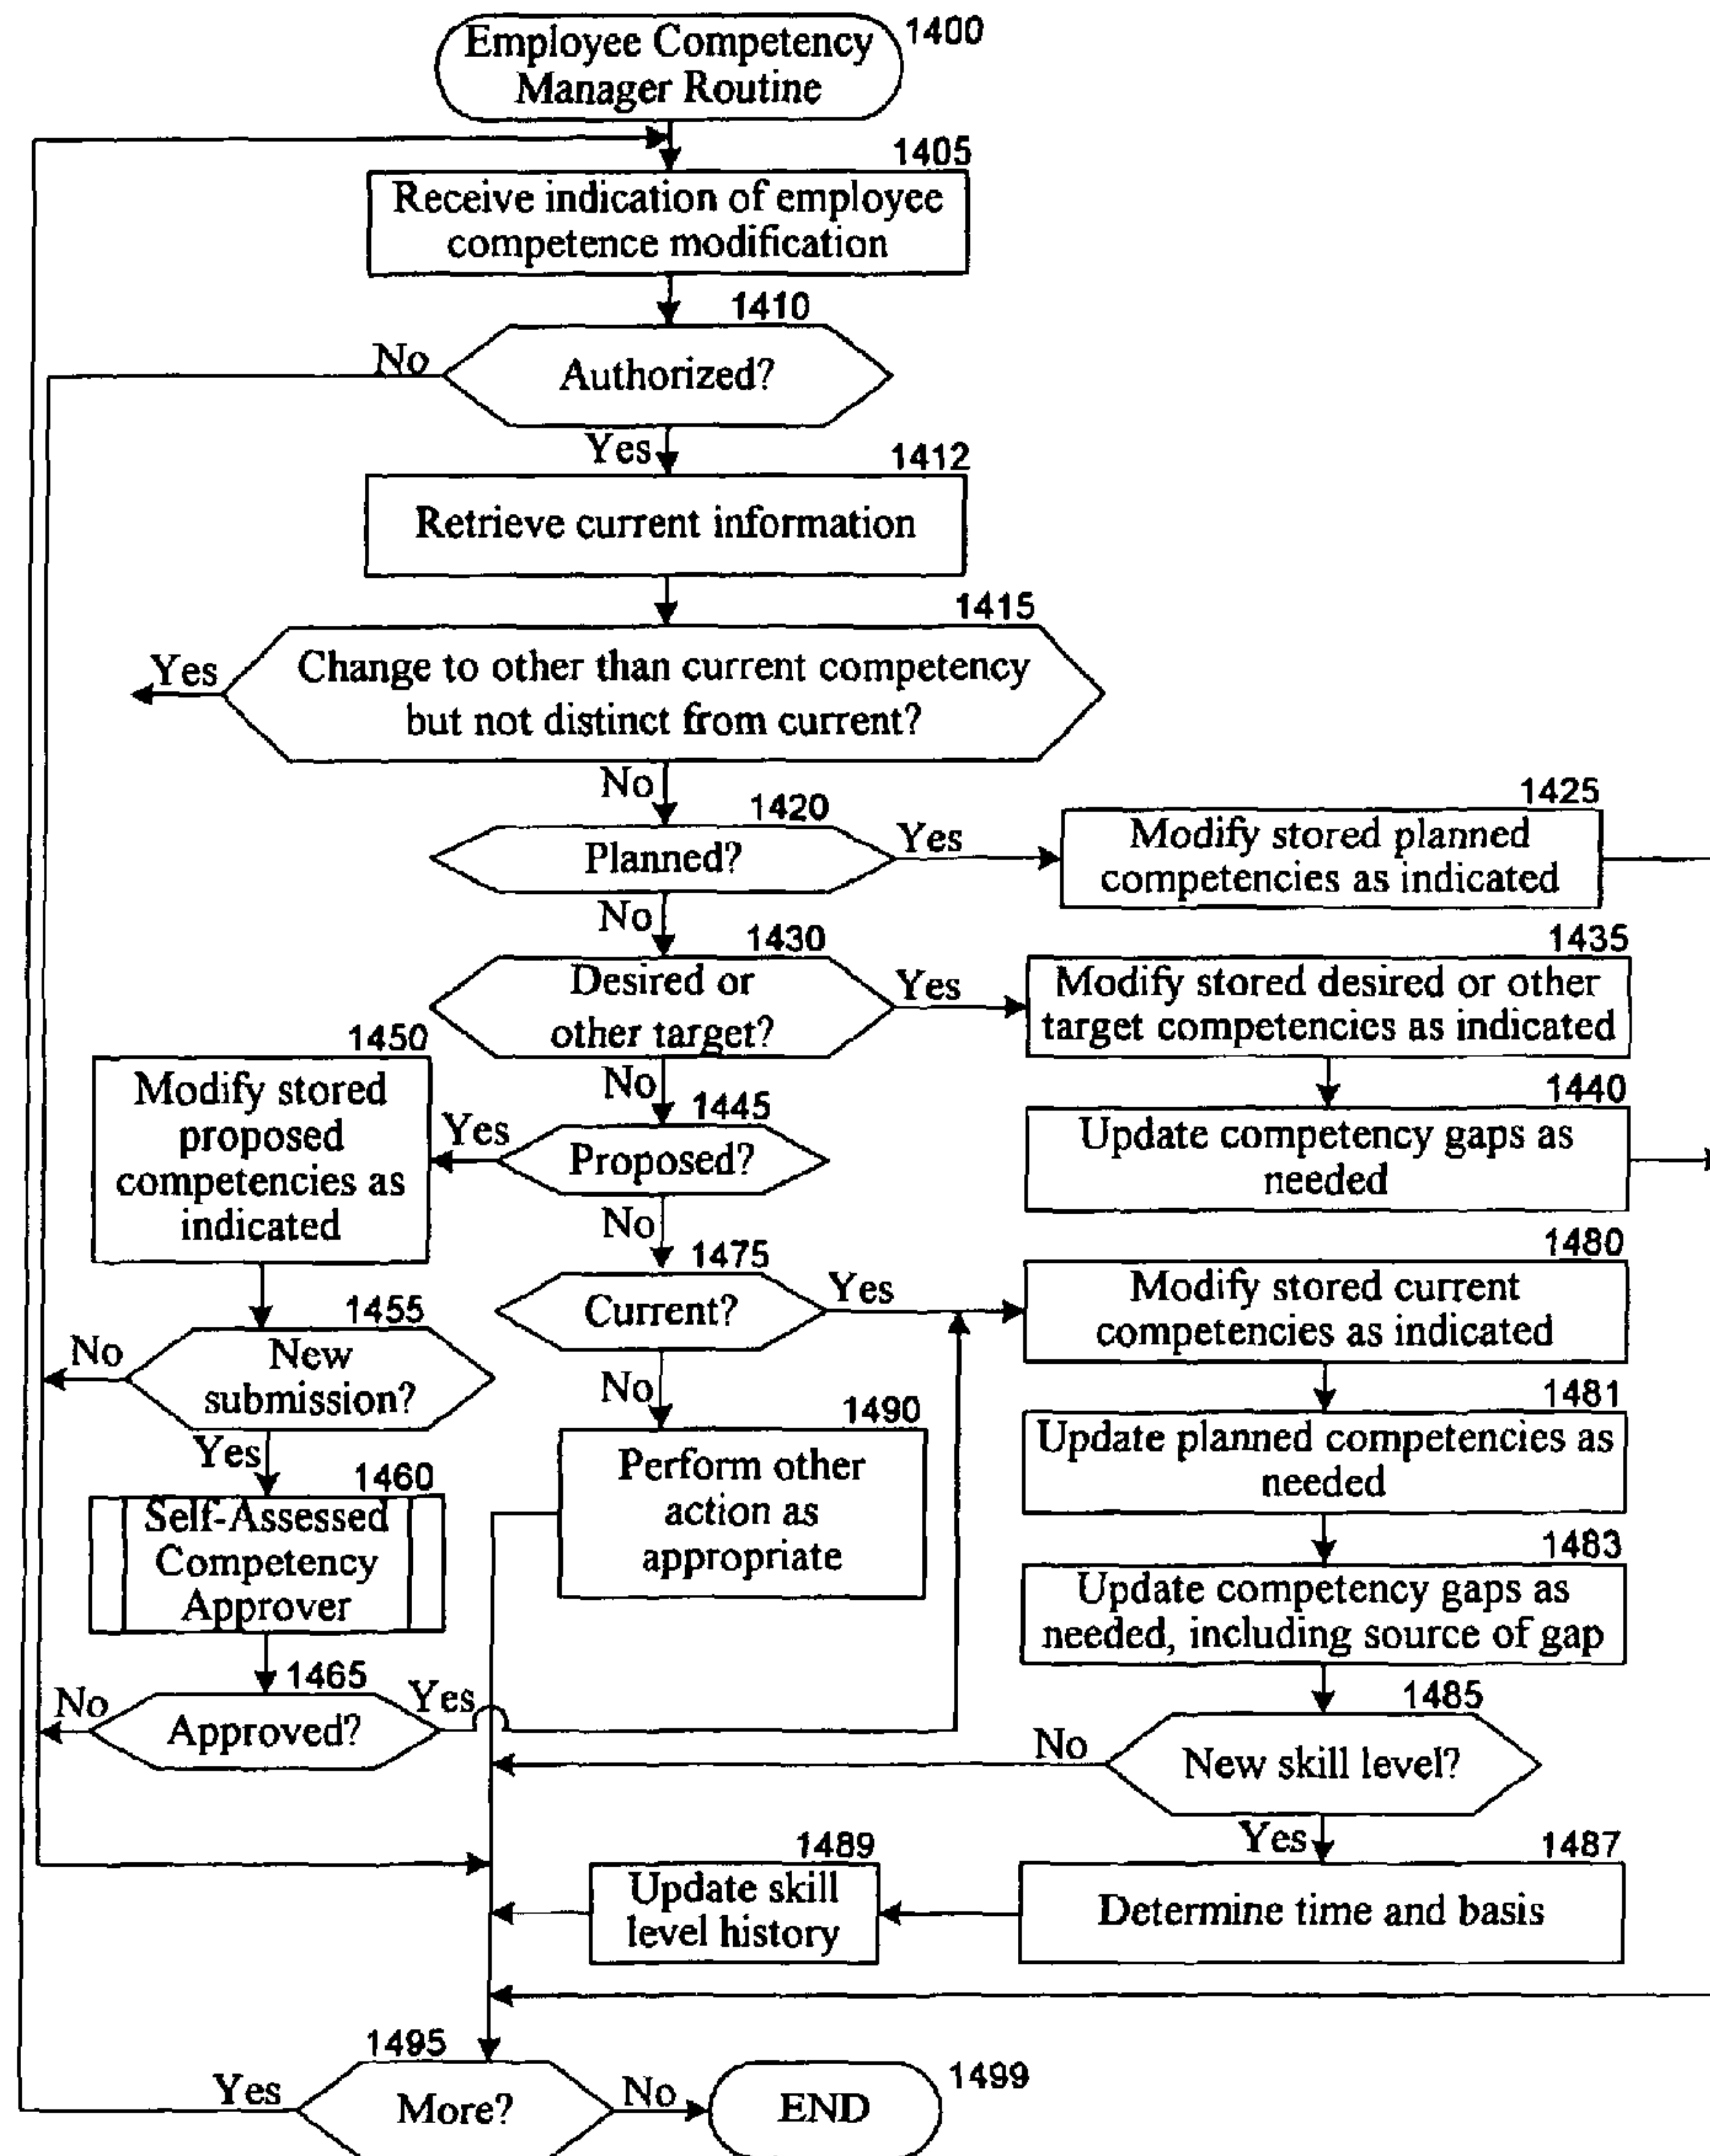 Employee Competency
Manager Routine
1400
1405
Receive indication of employee
competence modification
1410
No
Authorized?
Yes
1412
Retrieve current information
1415
Yes
Change to other than current competency
but not distinct from current?
No
1420
Planned?
Yes
1425
Modify stored planned
competencies as indicated
No
1430
Desired or
other target?
Yes
1435
Modify stored desired or other
target competencies as indicated
1440
Update competency gaps as
needed
No
1445
Proposed?
Yes
1450
Modify stored
proposed
competencies as
indicated
No
1475
Current?
Yes
1480
Modify stored current
competencies as indicated
1455
No
New
submission?
Yes
1460
Self-Assessed
Competency
Approver
No
1490
Perform other
action as
appropriate
1481
Update planned competencies as
needed
1483
Update competency gaps as
needed, including source of gap
1465
No
Approved?
Yes
1485
No
New skill level?
Yes
1487
Determine time and basis
1489
Update skill
level history
1495
Yes
More?
No
END
1499